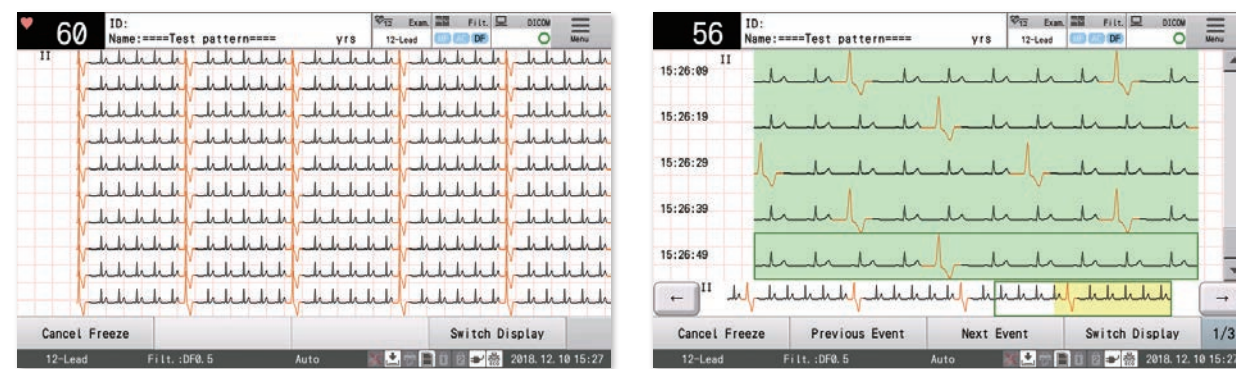 60
ID:
Name:====Test pattern==== yrs
12 Exam. Filt. DICOM
12-Lead DF Menu
II
Cancel Freeze Switch Display
12-Lead Filt.:DF0.5 Auto 2018.12.10 15:27
56
ID:
Name:====Test pattern==== yrs
12 Exam. Filt. DICOM
12-Lead DF Menu
II
15:26:09
15:26:19
15:26:29
15:26:39
15:26:49
← II →
Cancel Freeze Previous Event Next Event Switch Display 1/3
12-Lead Filt.:DF0.5 Auto 2018.12.10 15:27